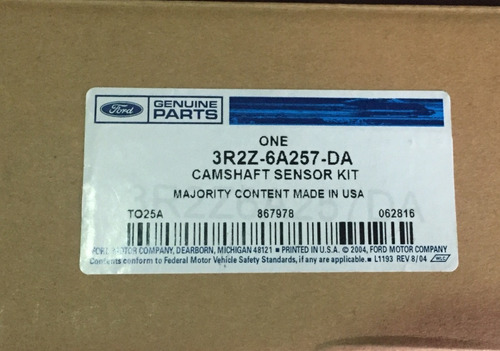 Ford GENUINE PARTS
ONE
3R2Z-6A257-DA
CAMSHAFT SENSOR KIT
MAJORITY CONTENT MADE IN USA
TO25A 867978 062816
FORD MOTOR COMPANY, DEARBORN, MICHIGAN 48121 ■ PRINTED IN U.S.A. © 2004, FORD MOTOR COMPANY
Contents conform to Federal Motor Vehicle Safety Standards, if any are applicable. ■ L1193 REV 8/04